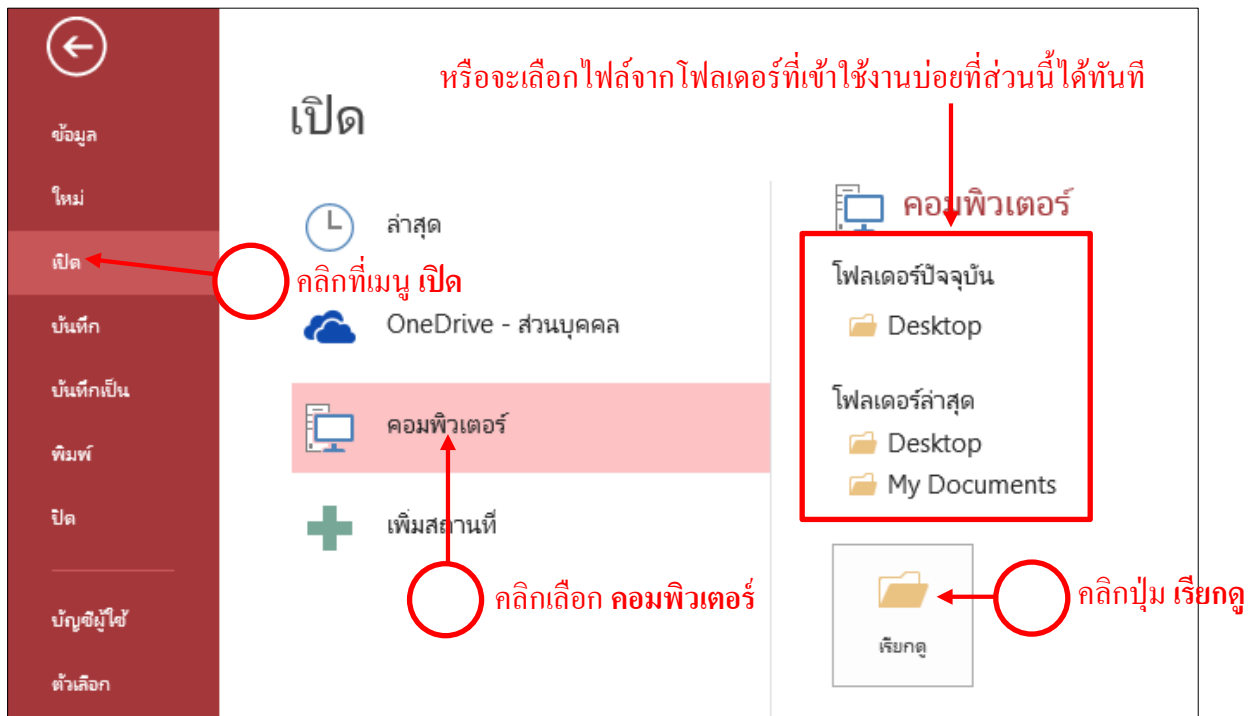 หรือจะเลือกไฟล์จากโฟลเดอร์ที่เข้าใช้งานบ่อยที่ส่วนนี้ได้ทันที
ข้อมูล
ใหม่
เปิด
บันทึก
บันทึกเป็น
พิมพ์
ปิด
บัญชีผู้ใช้
ตัวเลือก
เปิด
ล่าสุด
คลิกที่เมนู เปิด
OneDrive - ส่วนบุคคล
คอมพิวเตอร์
เพิ่มสถานที่
คลิกเลือก คอมพิวเตอร์
คอมพิวเตอร์
โฟลเดอร์ปัจจุบัน
Desktop
โฟลเดอร์ล่าสุด
Desktop
My Documents
เรียกดู
คลิกปุ่ม เรียกดู